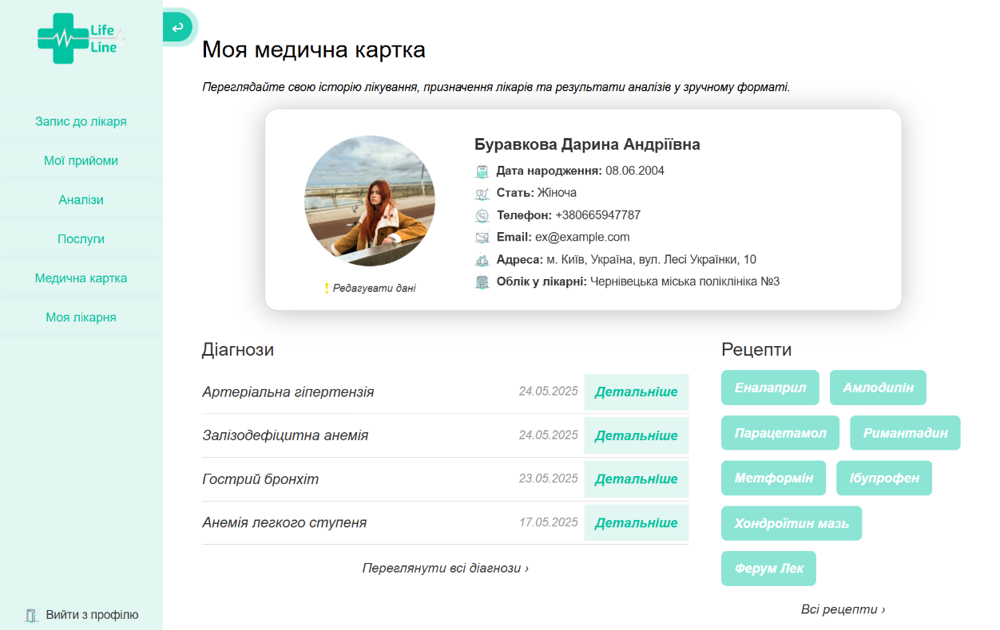 Life
Line
Запис до лікаря
Мої прийоми
Аналізи
Послуги
Медична картка
Моя лікарня
Вийти з профілю
Моя медична картка
Переглядайте свою історію лікування, призначення лікарів та результати аналізів у зручному форматі.
Редагувати дані
Буравкова Дарина Андріївна
Дата народження: 08.06.2004
Стать: Жіноча
Телефон: +380665947787
Email: ex@example.com
Адреса: м. Київ, Україна, вул. Лесі Українки, 10
Облік у лікарні: Чернівецька міська поліклініка №3
Діагнози
Артеріальна гіпертензія 24.05.2025 Детальніше
Залізодефіцитна анемія 24.05.2025 Детальніше
Гострий бронхіт 23.05.2025 Детальніше
Анемія легкого ступеня 17.05.2025 Детальніше
Переглянути всі діагнози ›
Рецепти
Еналаприл Амлодипін
Парацетамол Римантадин
Метформін Ібупрофен
Хондроїтин мазь
Ферум Лек
Всі рецепти ›